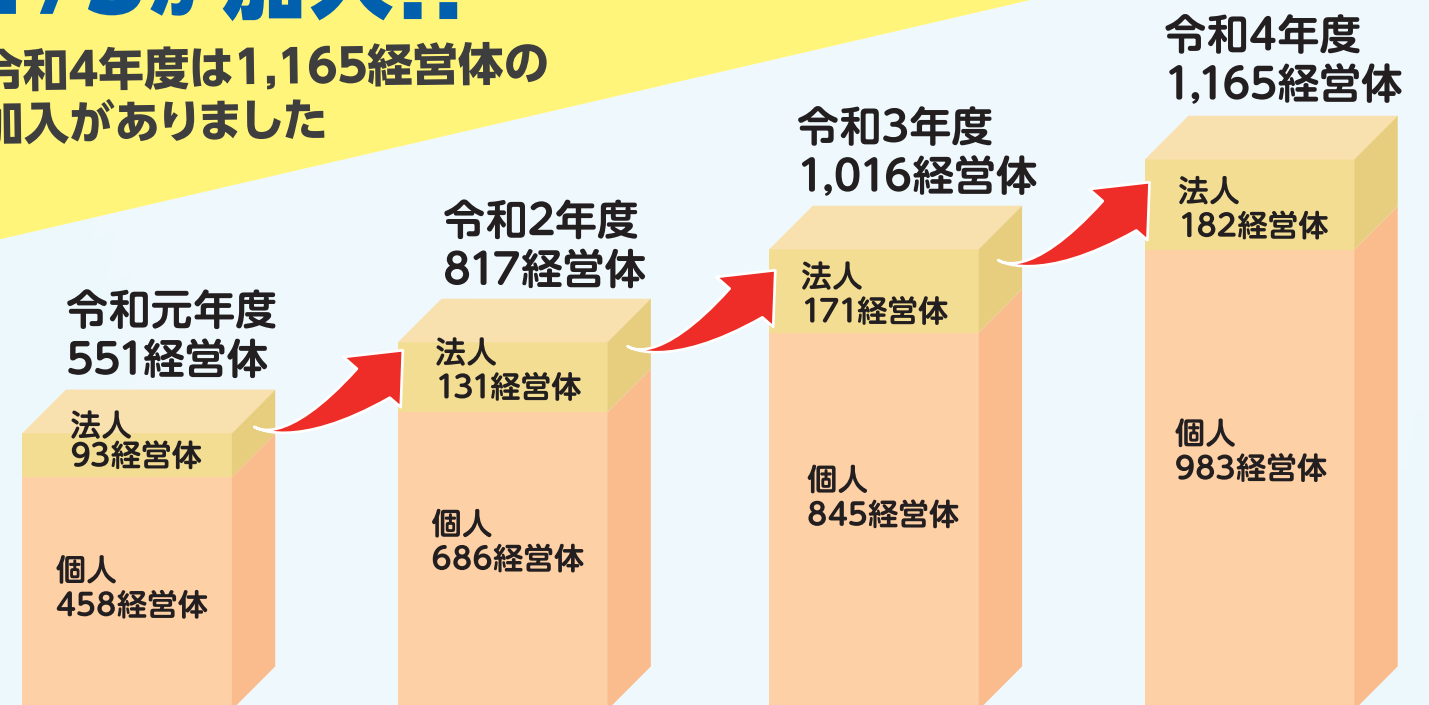 加入!!
令和4年度は1,165経営体の
加入がありました
令和元年度
551経営体
法人
93経営体
個人
458経営体
令和2年度
817経営体
法人
131経営体
個人
686経営体
令和3年度
1,016経営体
法人
171経営体
個人
845経営体
令和4年度
1,165経営体
法人
182経営体
個人
983経営体